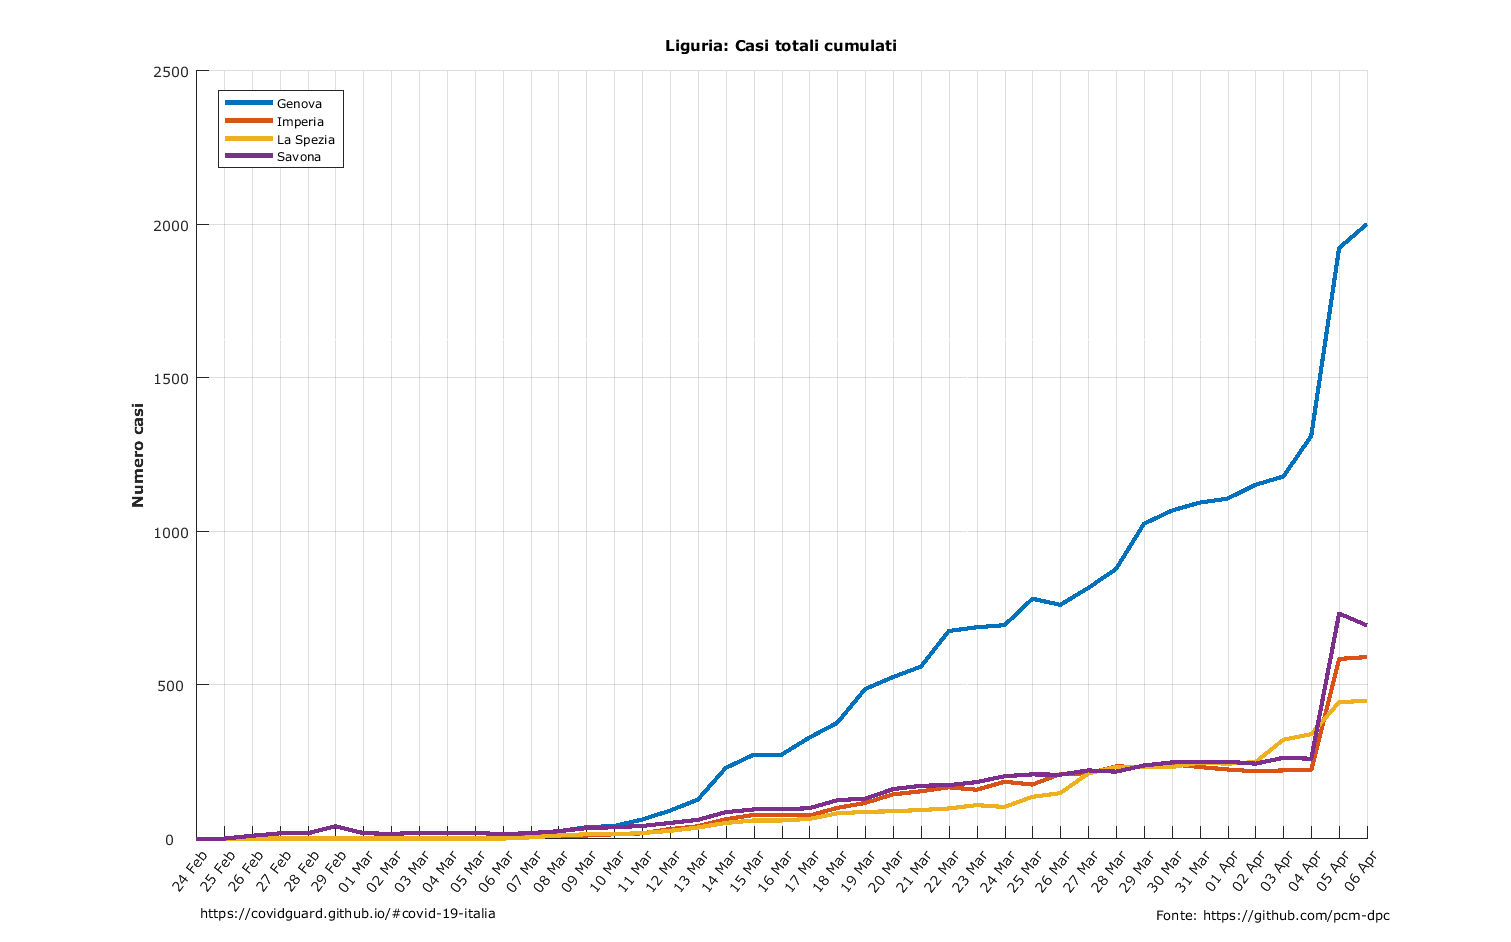 Liguria: Casi totali cumulati
2500
2000
1500
1000
500
0
Numero casi
Genova
Imperia
La Spezia
Savona
24 Feb
25 Feb
26 Feb
27 Feb
28 Feb
29 Feb
01 Mar
02 Mar
03 Mar
04 Mar
05 Mar
06 Mar
07 Mar
08 Mar
09 Mar
10 Mar
11 Mar
12 Mar
13 Mar
14 Mar
15 Mar
16 Mar
17 Mar
18 Mar
19 Mar
20 Mar
21 Mar
22 Mar
23 Mar
24 Mar
25 Mar
26 Mar
27 Mar
28 Mar
29 Mar
30 Mar
31 Mar
01 Apr
02 Apr
03 Apr
04 Apr
05 Apr
06 Apr
https://covidguard.github.io/#covid-19-italia
Fonte: https://github.com/pcm-dpc